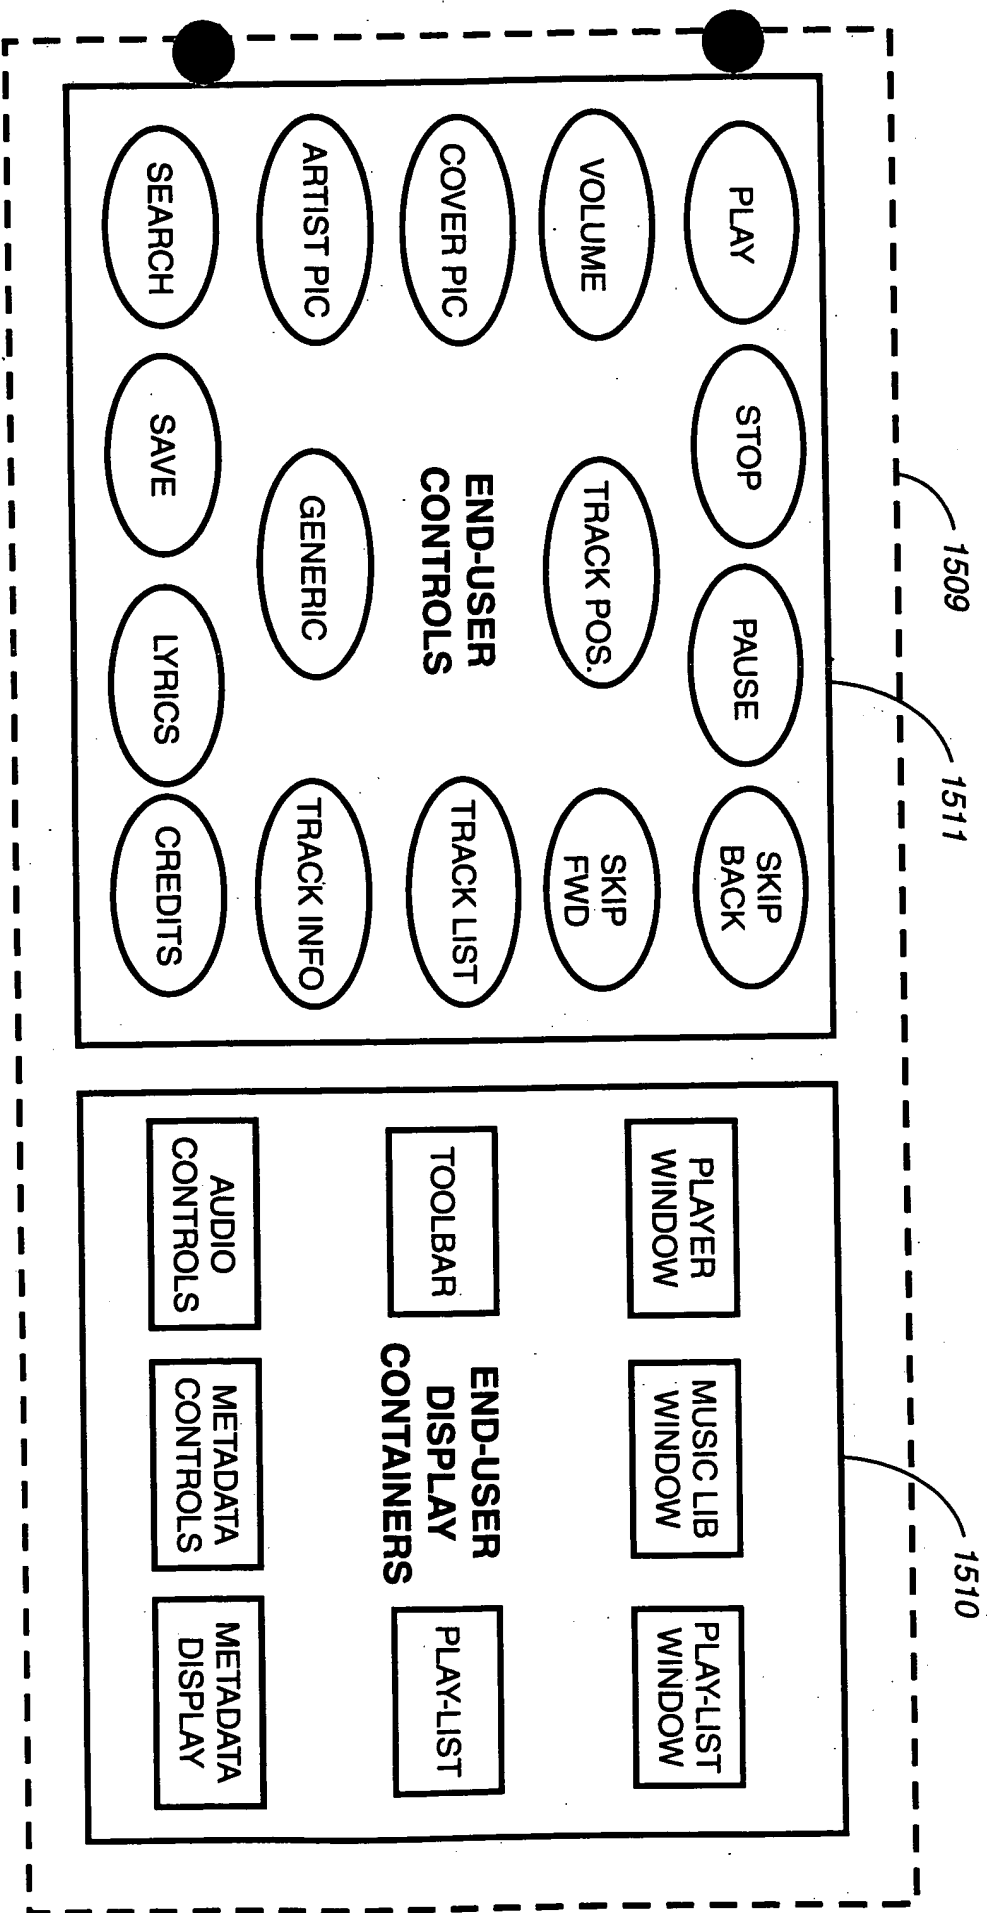 1509
1511
1510
PLAY
STOP
PAUSE
SKIP
BACK
VOLUME
TRACK POS.
SKIP
FWD
COVER PIC
END-USER
CONTROLS
TRACK LIST
ARTIST PIC
GENERIC
TRACK INFO
SEARCH
SAVE
LYRICS
CREDITS
PLAYER
WINDOW
MUSIC LIB
WINDOW
PLAY-LIST
WINDOW
TOOLBAR
END-USER
DISPLAY
CONTAINERS
PLAY-LIST
AUDIO
CONTROLS
METADATA
CONTROLS
METADATA
DISPLAY